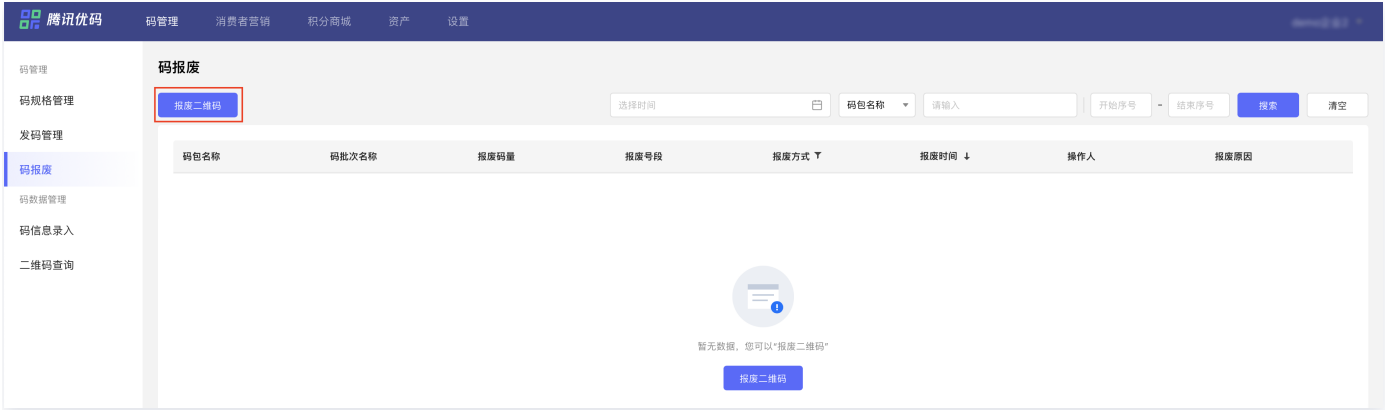 腾讯优码 码管理 消费者营销 积分商城 资产 设置
码管理
码规格管理
发码管理
码报废
码数据管理
码信息录入
二维码查询
码报废
报废二维码 选择时间 码包名称 请输入 开始序号 - 结束序号 搜索 清空
码包名称 码批次名称 报废码量 报废号段 报废方式 报废时间 操作人 报废原因
暂无数据，您可以“报废二维码”
报废二维码